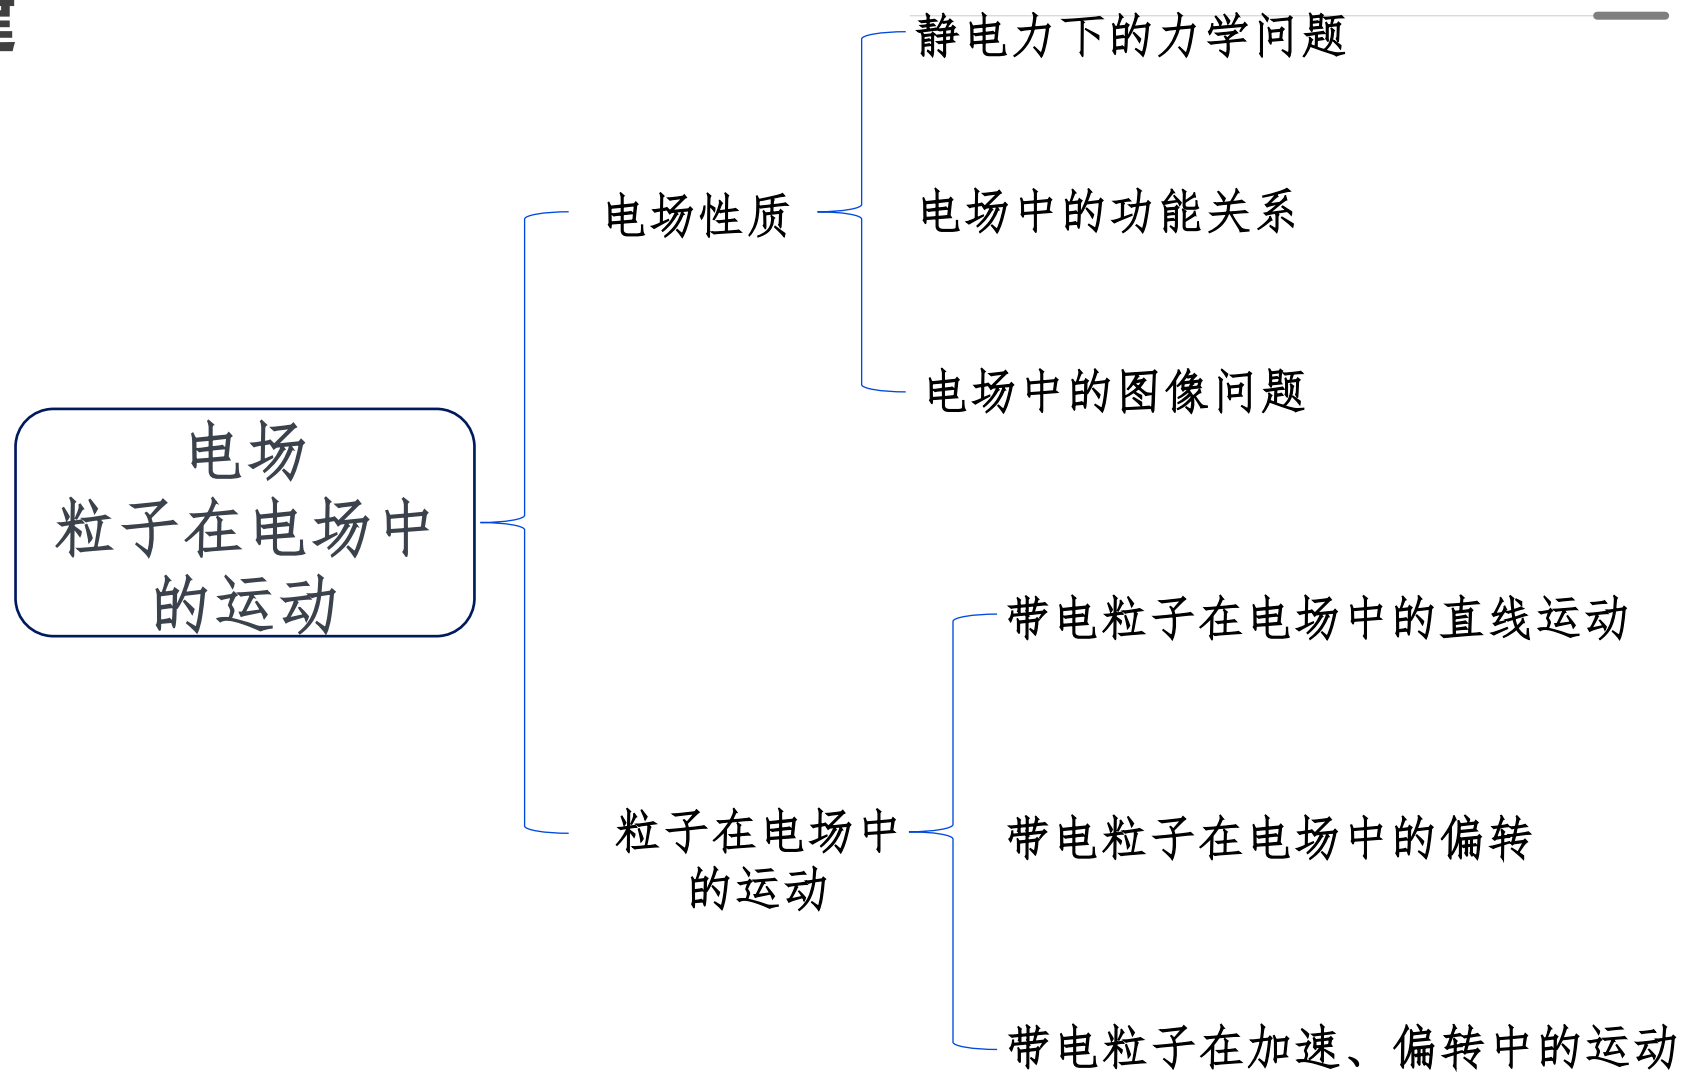 静电力下的力学问题
电场性质
电场中的功能关系
电场中的图像问题
电场
粒子在电场中
的运动
带电粒子在电场中的直线运动
粒子在电场中
的运动
带电粒子在电场中的偏转
带电粒子在加速、偏转中的运动